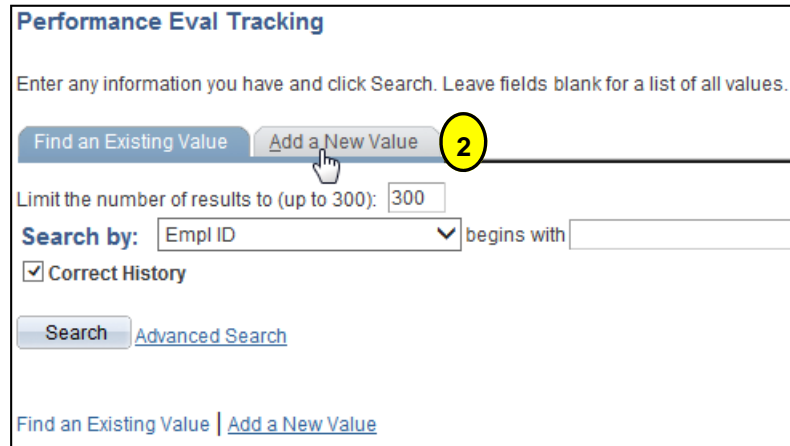 Performance Eval Tracking
Enter any information you have and click Search. Leave fields blank for a list of all values.
Find an Existing Value Add a New Value 2
Limit the number of results to (up to 300): 300
Search by: Empl ID begins with
Correct History
Search Advanced Search
Find an Existing Value | Add a New Value